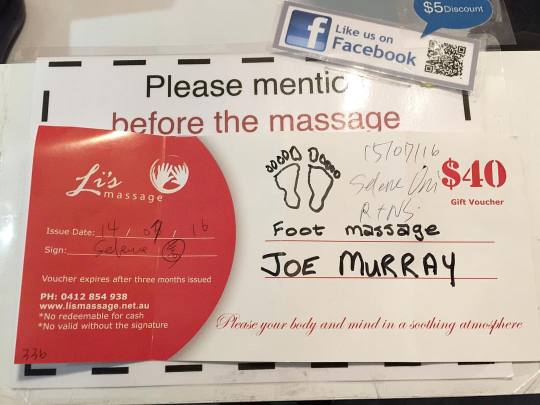 $5 Discount
Like us on
Facebook
Please mentio
before the massage
Li's
massage
Issue Date: 14 / 07 / 16
Sign: Selena
Voucher expires after three months issued
PH: 0412 854 938
www.lismassage.net.au
*No redeemable for cash
*No valid without the signature
336
15/07/16
$40
Gift Voucher
Foot massage
JOE MURRAY
Please your body and mind in a soothing atmosphere